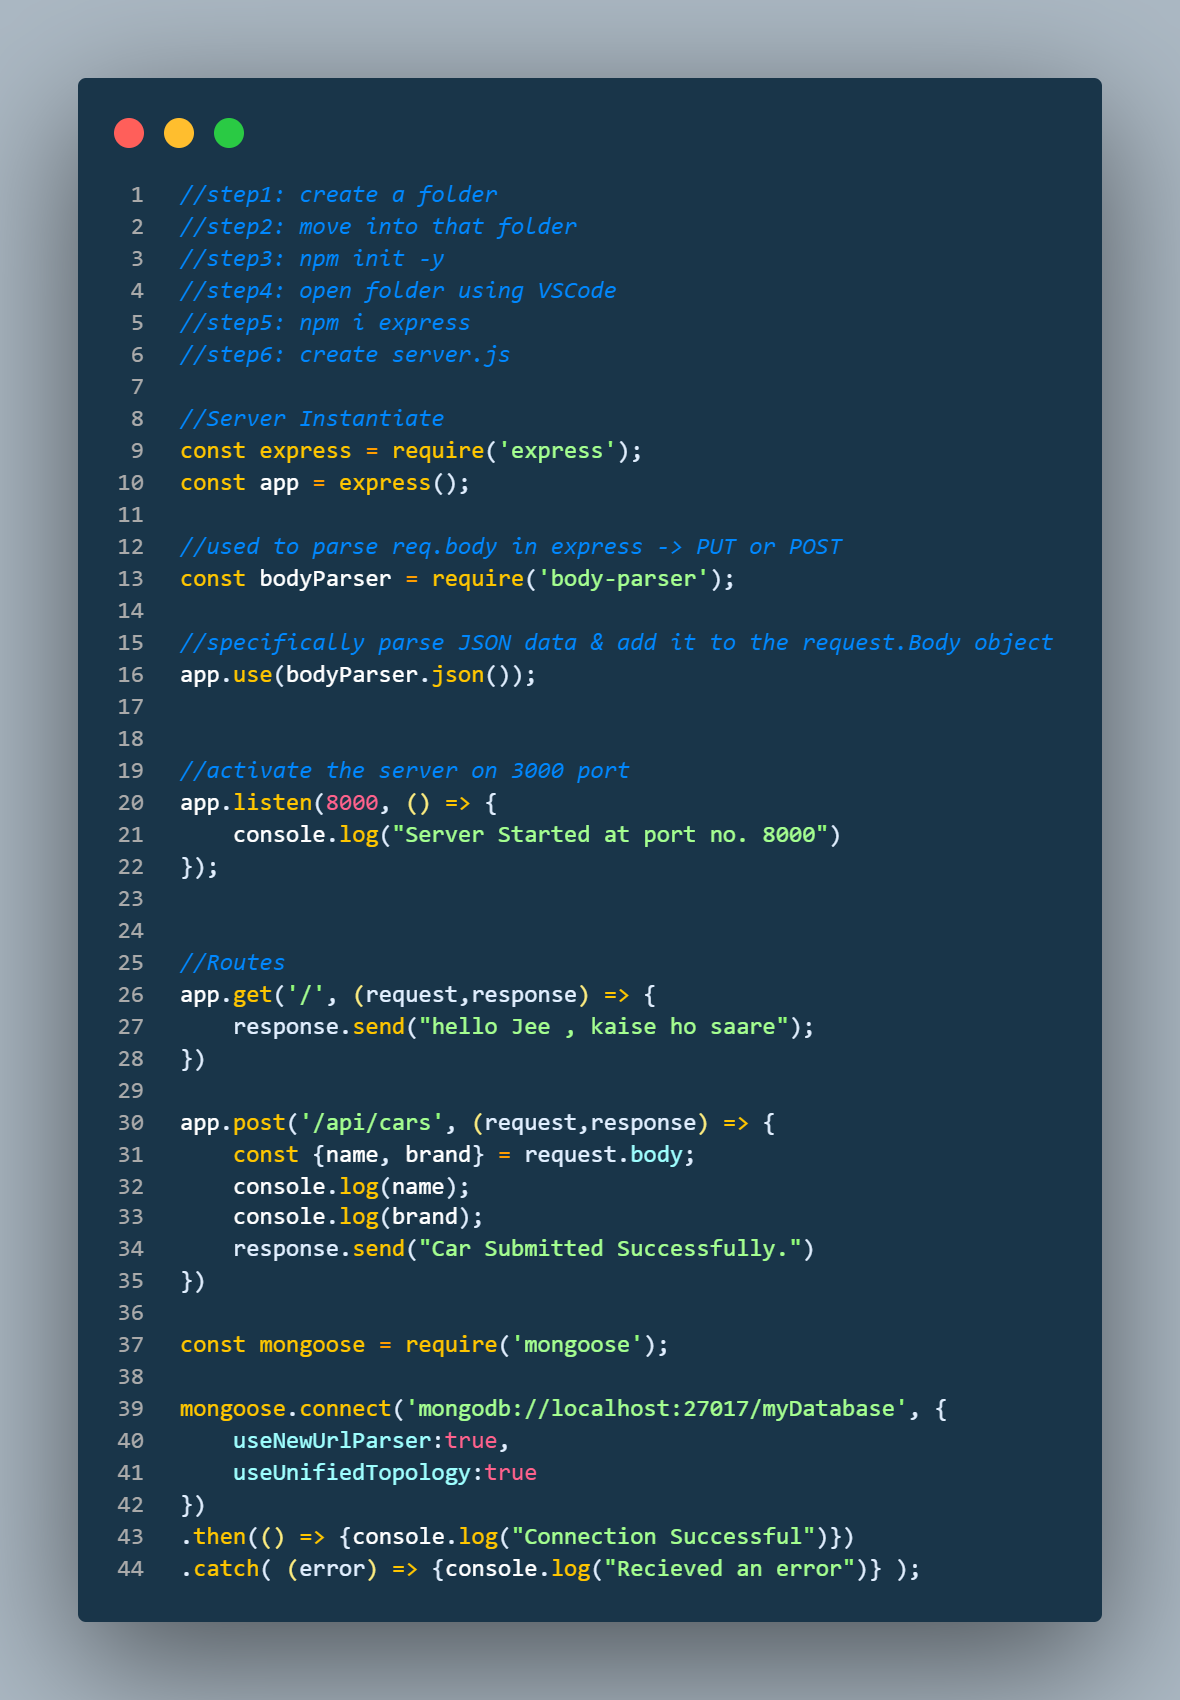 1 //step1: create a folder
2 //step2: move into that folder
3 //step3: npm init -y
4 //step4: open folder using VSCode
5 //step5: npm i express
6 //step6: create server.js
7
8 //Server Instantiate
9 const express = require('express');
10 const app = express();
11
12 //used to parse req.body in express -> PUT or POST
13 const bodyParser = require('body-parser');
14
15 //specifically parse JSON data & add it to the request.Body object
16 app.use(bodyParser.json());
17
18
19 //activate the server on 3000 port
20 app.listen(8000, () => {
21     console.log("Server Started at port no. 8000")
22 });
23
24
25 //Routes
26 app.get('/', (request,response) => {
27     response.send("hello Jee , kaise ho saare");
28 })
29
30 app.post('/api/cars', (request,response) => {
31     const {name, brand} = request.body;
32     console.log(name);
33     console.log(brand);
34     response.send("Car Submitted Successfully.")
35 })
36
37 const mongoose = require('mongoose');
38
39 mongoose.connect('mongodb://localhost:27017/myDatabase', {
40     useNewUrlParser:true,
41     useUnifiedTopology:true
42 })
43 .then(() => {console.log("Connection Successful")})
44 .catch( (error) => {console.log("Recieved an error")} );